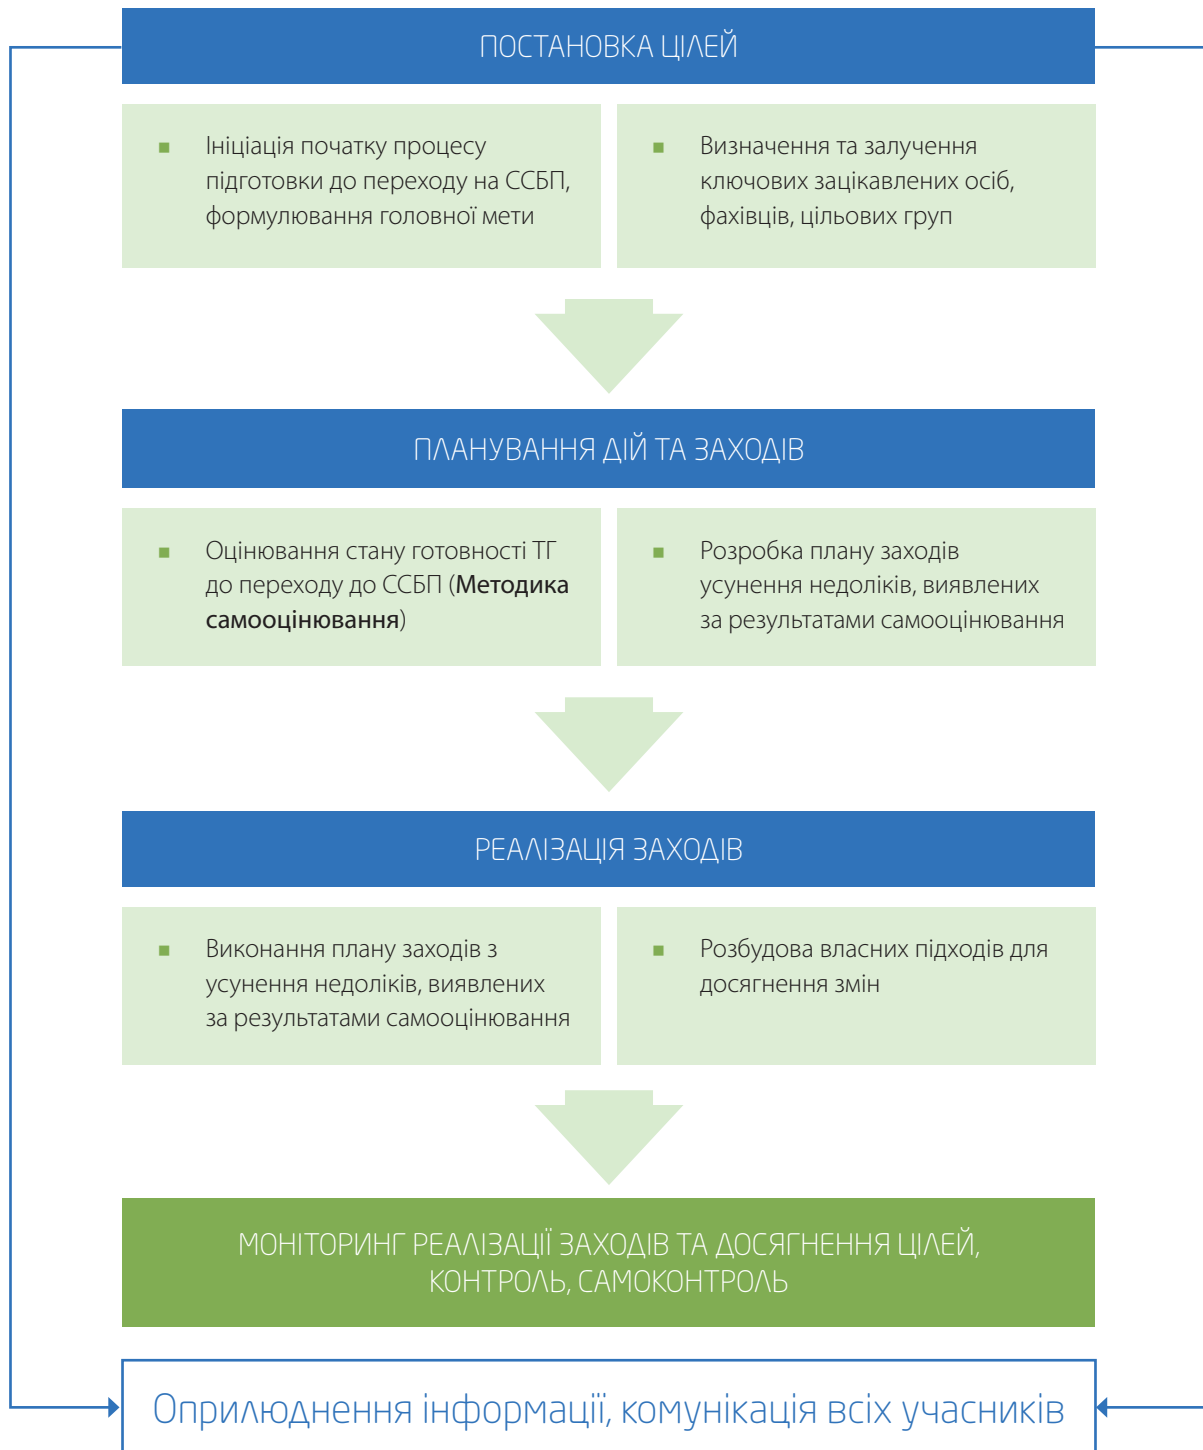 ПОСТАНОВКА ЦІЛЕЙ
Ініціація початку процесу
підготовки до переходу на ССБП,
формулювання головної мети
Визначення та залучення
ключових зацікавлених осіб,
фахівців, цільових груп
ПЛАНУВАННЯ ДІЙ ТА ЗАХОДІВ
Оцінювання стану готовності ТГ
до переходу до ССБП (Методика
самооцінювання)
Розробка плану заходів
усунення недоліків, виявлених
за результатами самооцінювання
РЕАЛІЗАЦІЯ ЗАХОДІВ
Виконання плану заходів з
усунення недоліків, виявлених
за результатами самооцінювання
Розбудова власних підходів для
досягнення змін
МОНІТОРИНГ РЕАЛІЗАЦІЇ ЗАХОДІВ ТА ДОСЯГНЕННЯ ЦІЛЕЙ,
КОНТРОЛЬ, САМОКОНТРОЛЬ
Оприлюднення інформації, комунікація всіх учасників